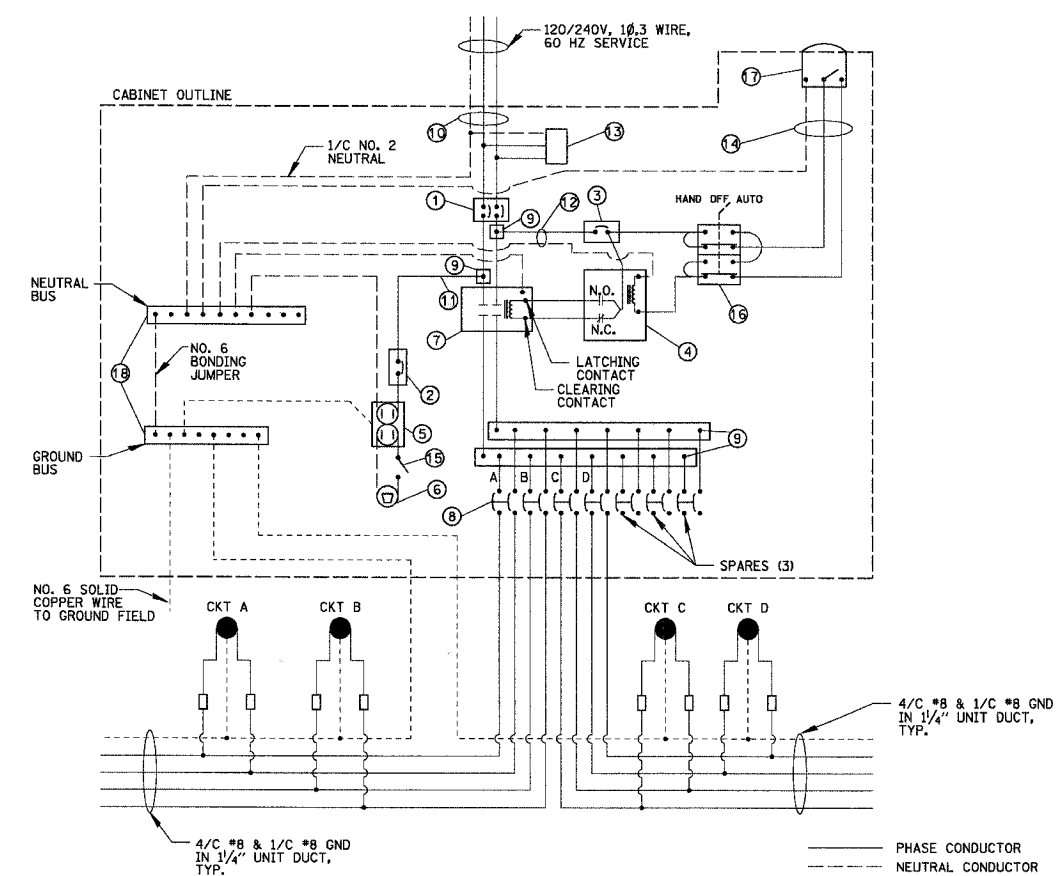 120/240V, 1Ø,3 WIRE,
60 HZ SERVICE
17
CABINET OUTLINE
10
13
14
1/C NO. 2
NEUTRAL
1
9
12
3
HAND OFF AUTO
NEUTRAL
BUS
9
11
N.O.
N.C.
16
7
4
NO. 6
BONDING
JUMPER
18
LATCHING
CONTACT
CLEARING
CONTACT
2
5
9
GROUND
BUS
15
A B C D
6
8
SPARES (3)
NO. 6 SOLID
COPPER WIRE
TO GROUND FIELD
CKT A
CKT B
CKT C
CKT D
4/C #8 & 1/C #8 GND
IN 1¼" UNIT DUCT,
TYP.
4/C #8 & 1/C #8 GND
IN 1¼" UNIT DUCT,
TYP.
PHASE CONDUCTOR
NEUTRAL CONDUCTOR